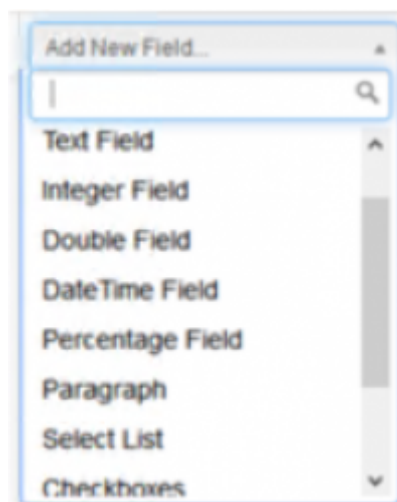 Add New Field...
Text Field
Integer Field
Double Field
DateTime Field
Percentage Field
Paragraph
Select List
Checkboxes